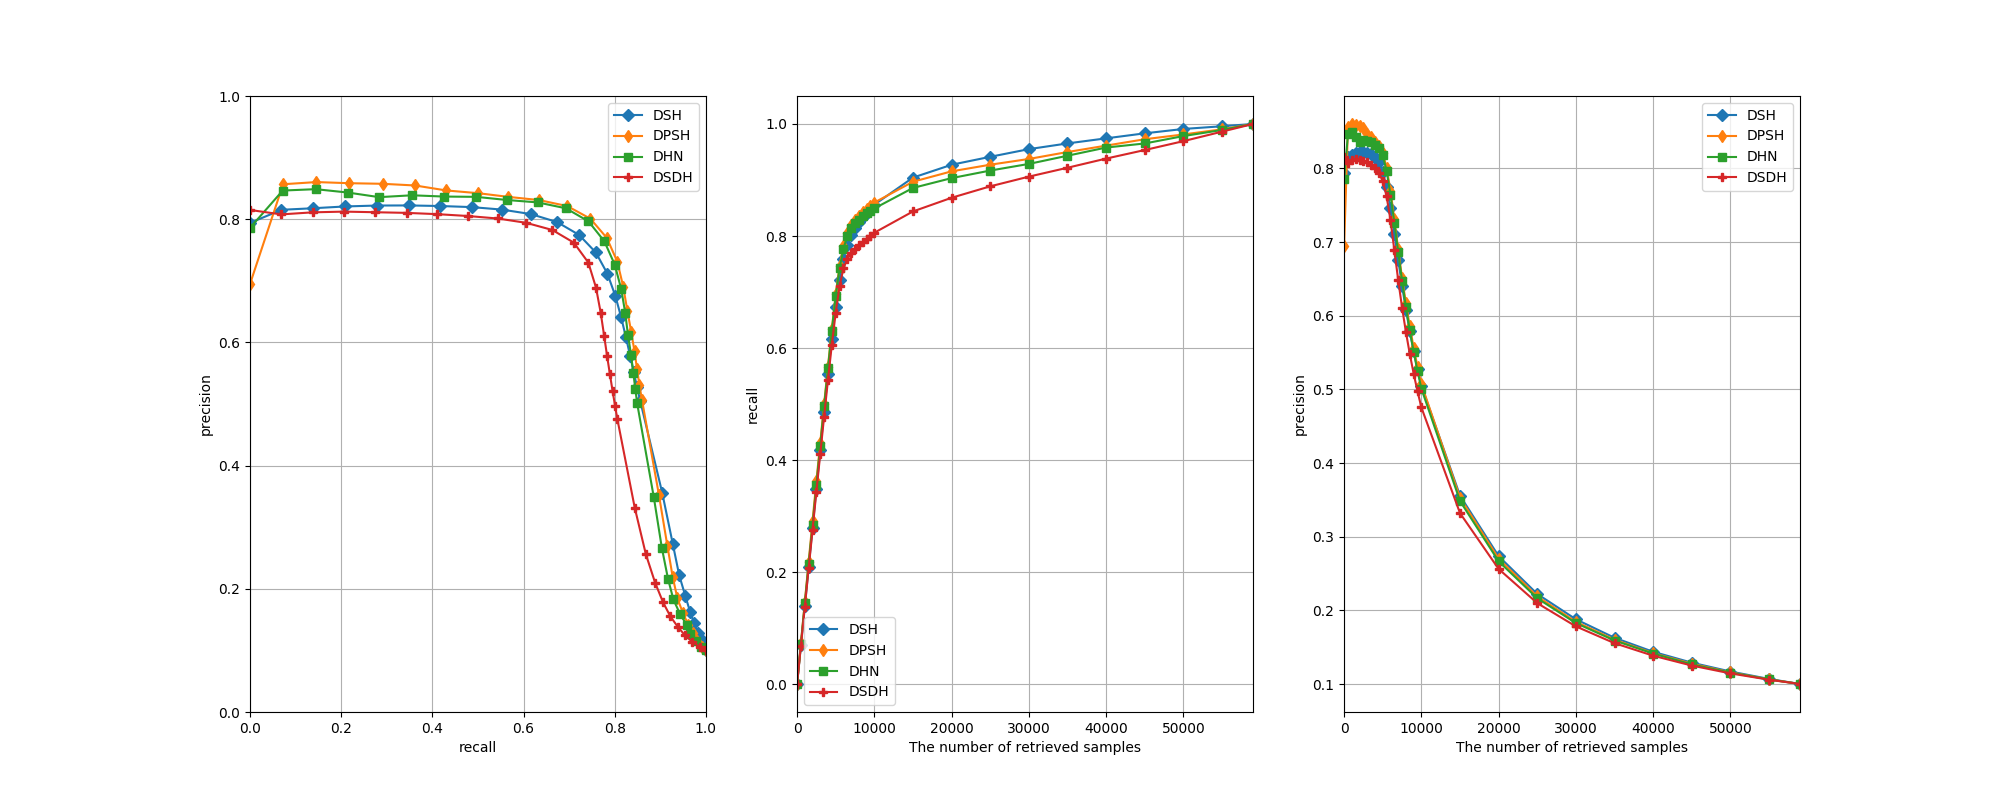 1.0
0.8
0.6
0.4
0.2
0.0
precision
0.0 0.2 0.4 0.6 0.8 1.0
recall
DSH
DPSH
DHN
DSDH
1.0
0.8
0.6
0.4
0.2
0.0
recall
0 10000 20000 30000 40000 50000
The number of retrieved samples
DSH
DPSH
DHN
DSDH
0.8
0.7
0.6
0.5
0.4
0.3
0.2
0.1
precision
0 10000 20000 30000 40000 50000
The number of retrieved samples
DSH
DPSH
DHN
DSDH